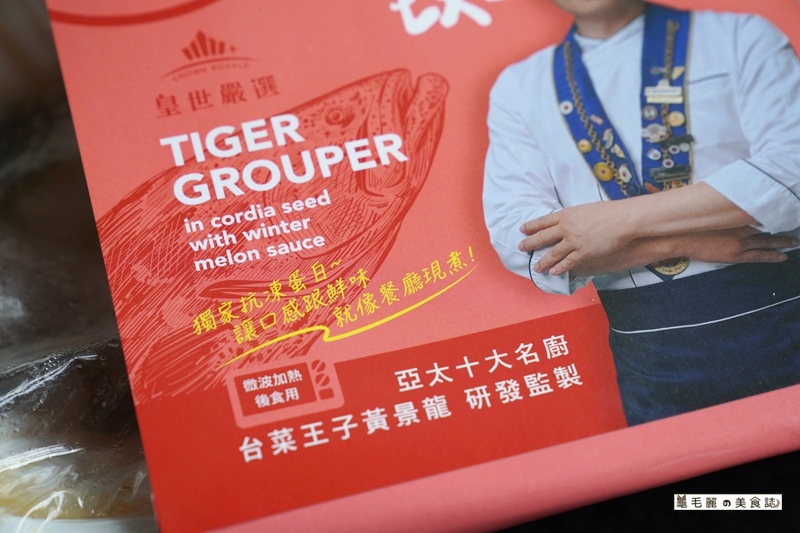 CROWN ROYALE
皇世嚴選
TIGER
GROUPER
in cordia seed
with winter
melon sauce
獨家抗凍蛋白~
讓口感跟鮮味
就像餐廳現煮！
微波加熱
後食用
亞太十大名廚
台菜王子黃景龍 研發監製
毛麗の美食誌